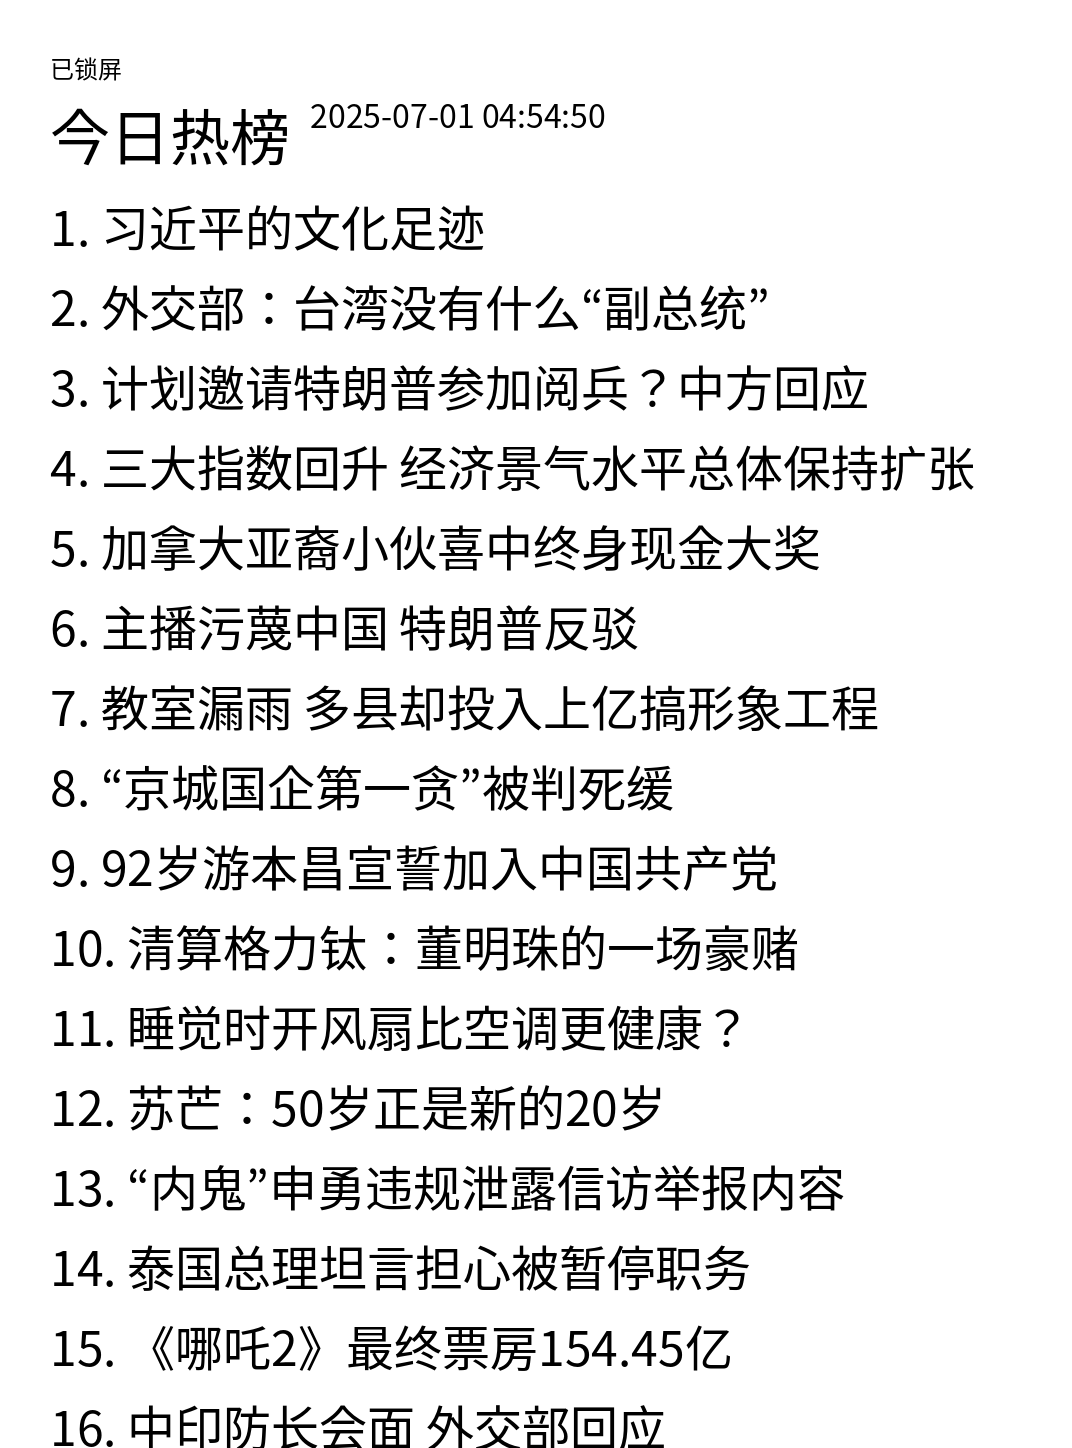 已锁屏
今日热榜 2025-07-01 04:54:50
1. 习近平的文化足迹
2. 外交部：台湾没有什么“副总统”
3. 计划邀请特朗普参加阅兵？中方回应
4. 三大指数回升 经济景气水平总体保持扩张
5. 加拿大亚裔小伙喜中终身现金大奖
6. 主播污蔑中国 特朗普反驳
7. 教室漏雨 多县却投入上亿搞形象工程
8. “京城国企第一贪”被判死缓
9. 92岁游本昌宣誓加入中国共产党
10. 清算格力钛：董明珠的一场豪赌
11. 睡觉时开风扇比空调更健康？
12. 苏芒：50岁正是新的20岁
13. “内鬼”申勇违规泄露信访举报内容
14. 泰国总理坦言担心被暂停职务
15. 《哪吒2》最终票房154.45亿
16. 中印防长会面 外交部回应